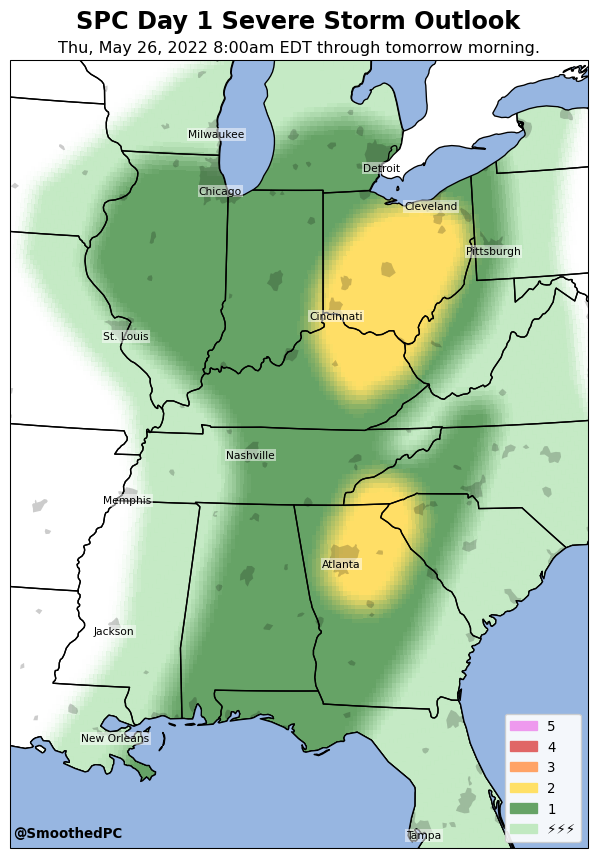 SPC Day 1 Severe Storm Outlook
Thu, May 26, 2022 8:00am EDT through tomorrow morning.
Milwaukee
Detroit
Chicago
Cleveland
Pittsburgh
Cincinnati
St. Louis
Nashville
Memphis
Atlanta
Jackson
New Orleans
Tampa
5
4
3
2
1
⚡⚡⚡
@SmoothedPC